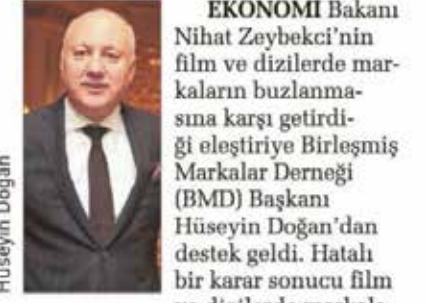 EKONOMİ Bakanı
Nihat Zeybekci'nin
film ve dizilerde mar-
kaların buzlanma-
sına karşı getirdi-
ği eleştiriye Birleşmiş
Markalar Derneği
(BMD) Başkanı
Hüseyin Doğan'dan
destek geldi. Hatalı
bir karar sonucu film
Hüseyin Doğan